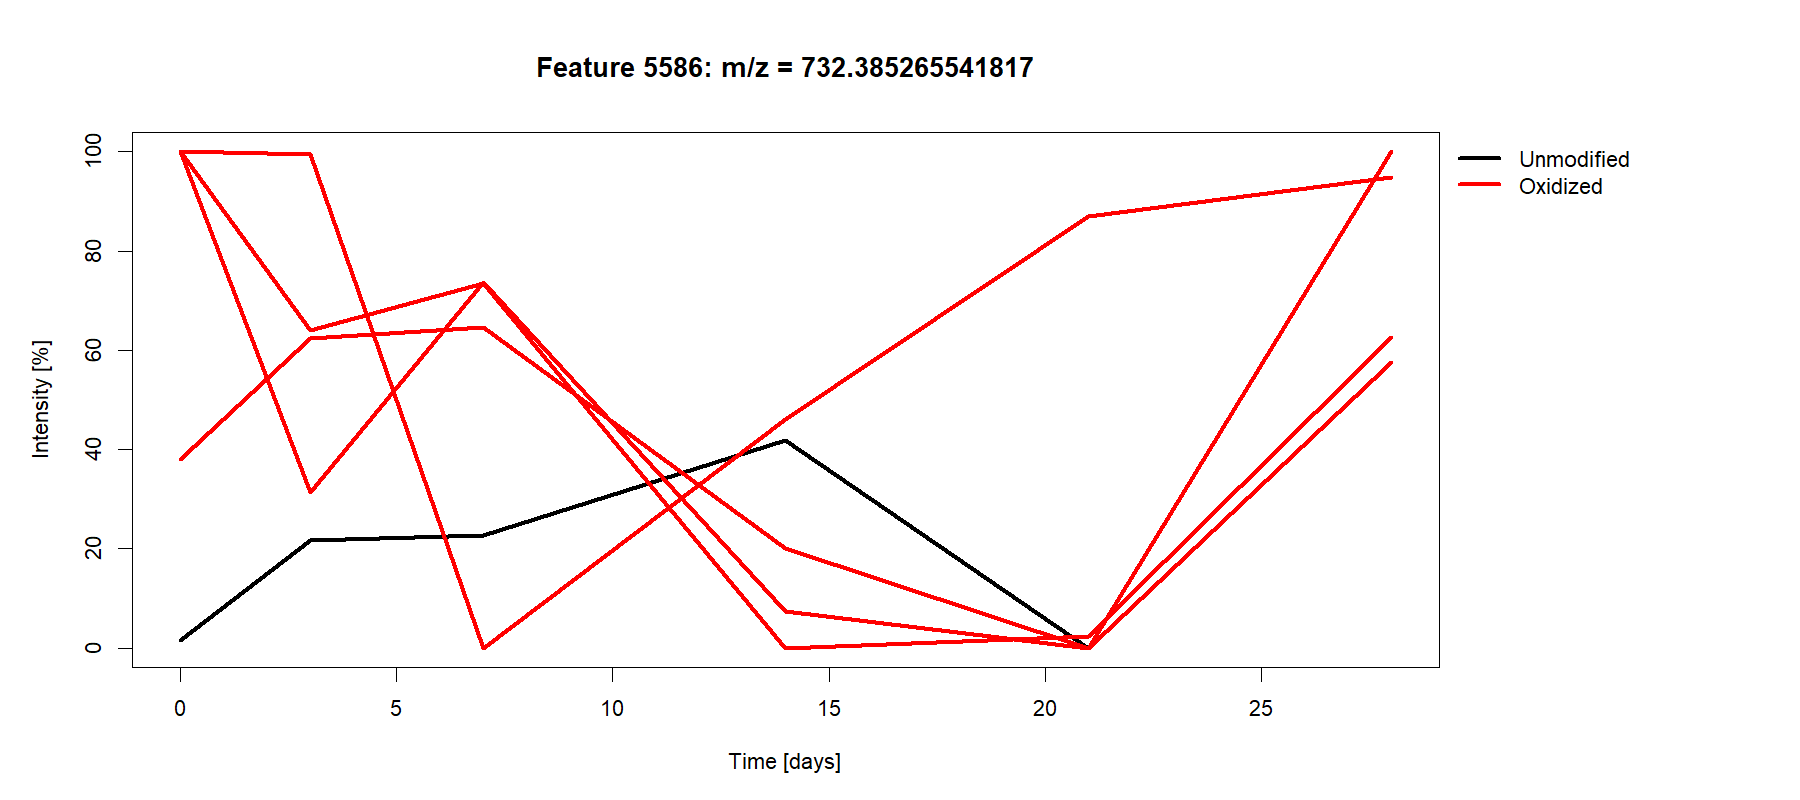 Feature 5586: m/z = 732.385265541817
Unmodified
Oxidized
Intensity [%]
100
80
60
40
20
0
0 5 10 15 20 25
Time [days]